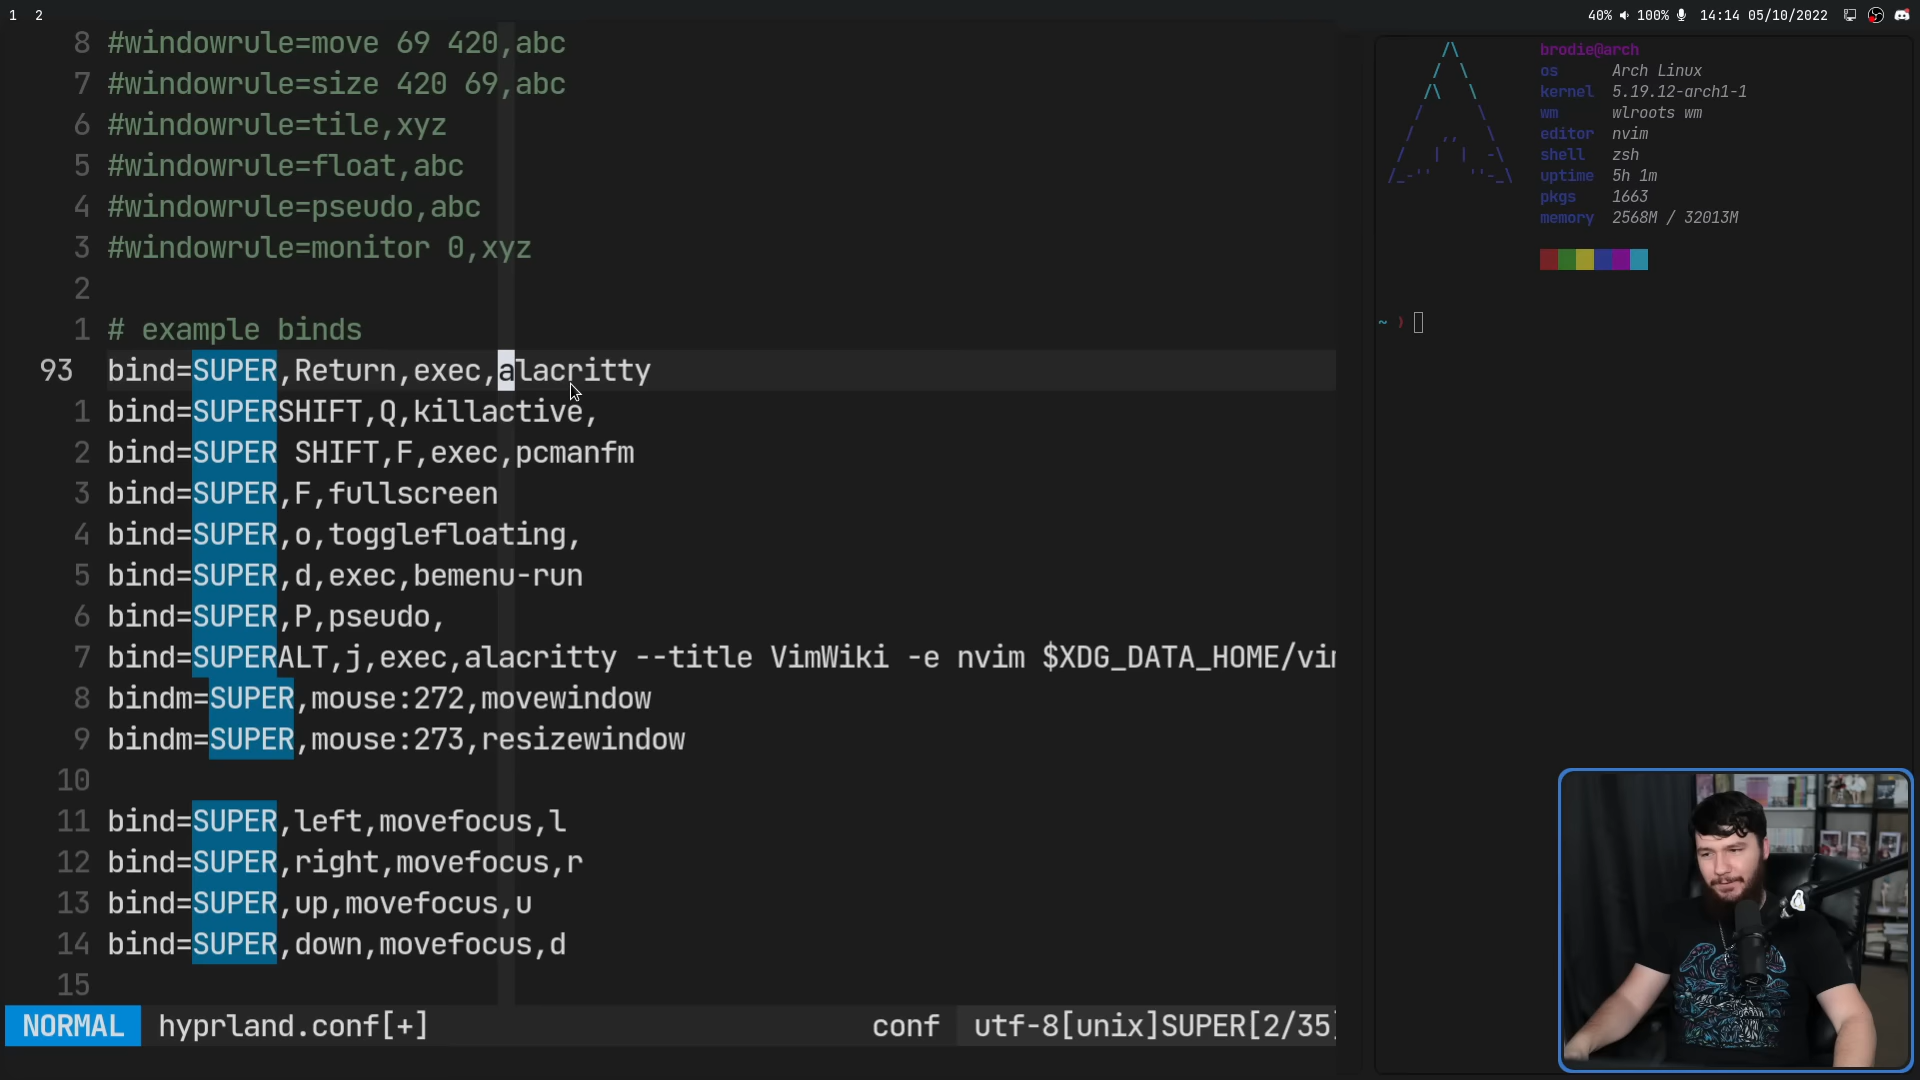 1 2
40% 100% 14:14 05/10/2022
8 #windowrule=move 69 420,abc
7 #windowrule=size 420 69,abc
6 #windowrule=tile,xyz
5 #windowrule=float,abc
4 #windowrule=pseudo,abc
3 #windowrule=monitor 0,xyz
2
1 # example binds
93 bind=SUPER,Return,exec,alacritty
1 bind=SUPERSHIFT,Q,killactive,
2 bind=SUPER SHIFT,F,exec,pcmanfm
3 bind=SUPER,F,fullscreen
4 bind=SUPER,o,togglefloating,
5 bind=SUPER,d,exec,bemenu-run
6 bind=SUPER,P,pseudo,
7 bind=SUPERALT,j,exec,alacritty --title VimWiki -e nvim $XDG_DATA_HOME/vim
8 bindm=SUPER,mouse:272,movewindow
9 bindm=SUPER,mouse:273,resizewindow
10
11 bind=SUPER,left,movefocus,l
12 bind=SUPER,right,movefocus,r
13 bind=SUPER,up,movefocus,u
14 bind=SUPER,down,movefocus,d
15
NORMAL hyprland.conf[+] conf utf-8[unix]SUPER[2/35]
brodie@arch
os Arch Linux
kernel 5.19.12-arch1-1
wm wlroots wm
editor nvim
shell zsh
uptime 5h 1m
pkgs 1663
memory 2568M / 32013M
~ ❩